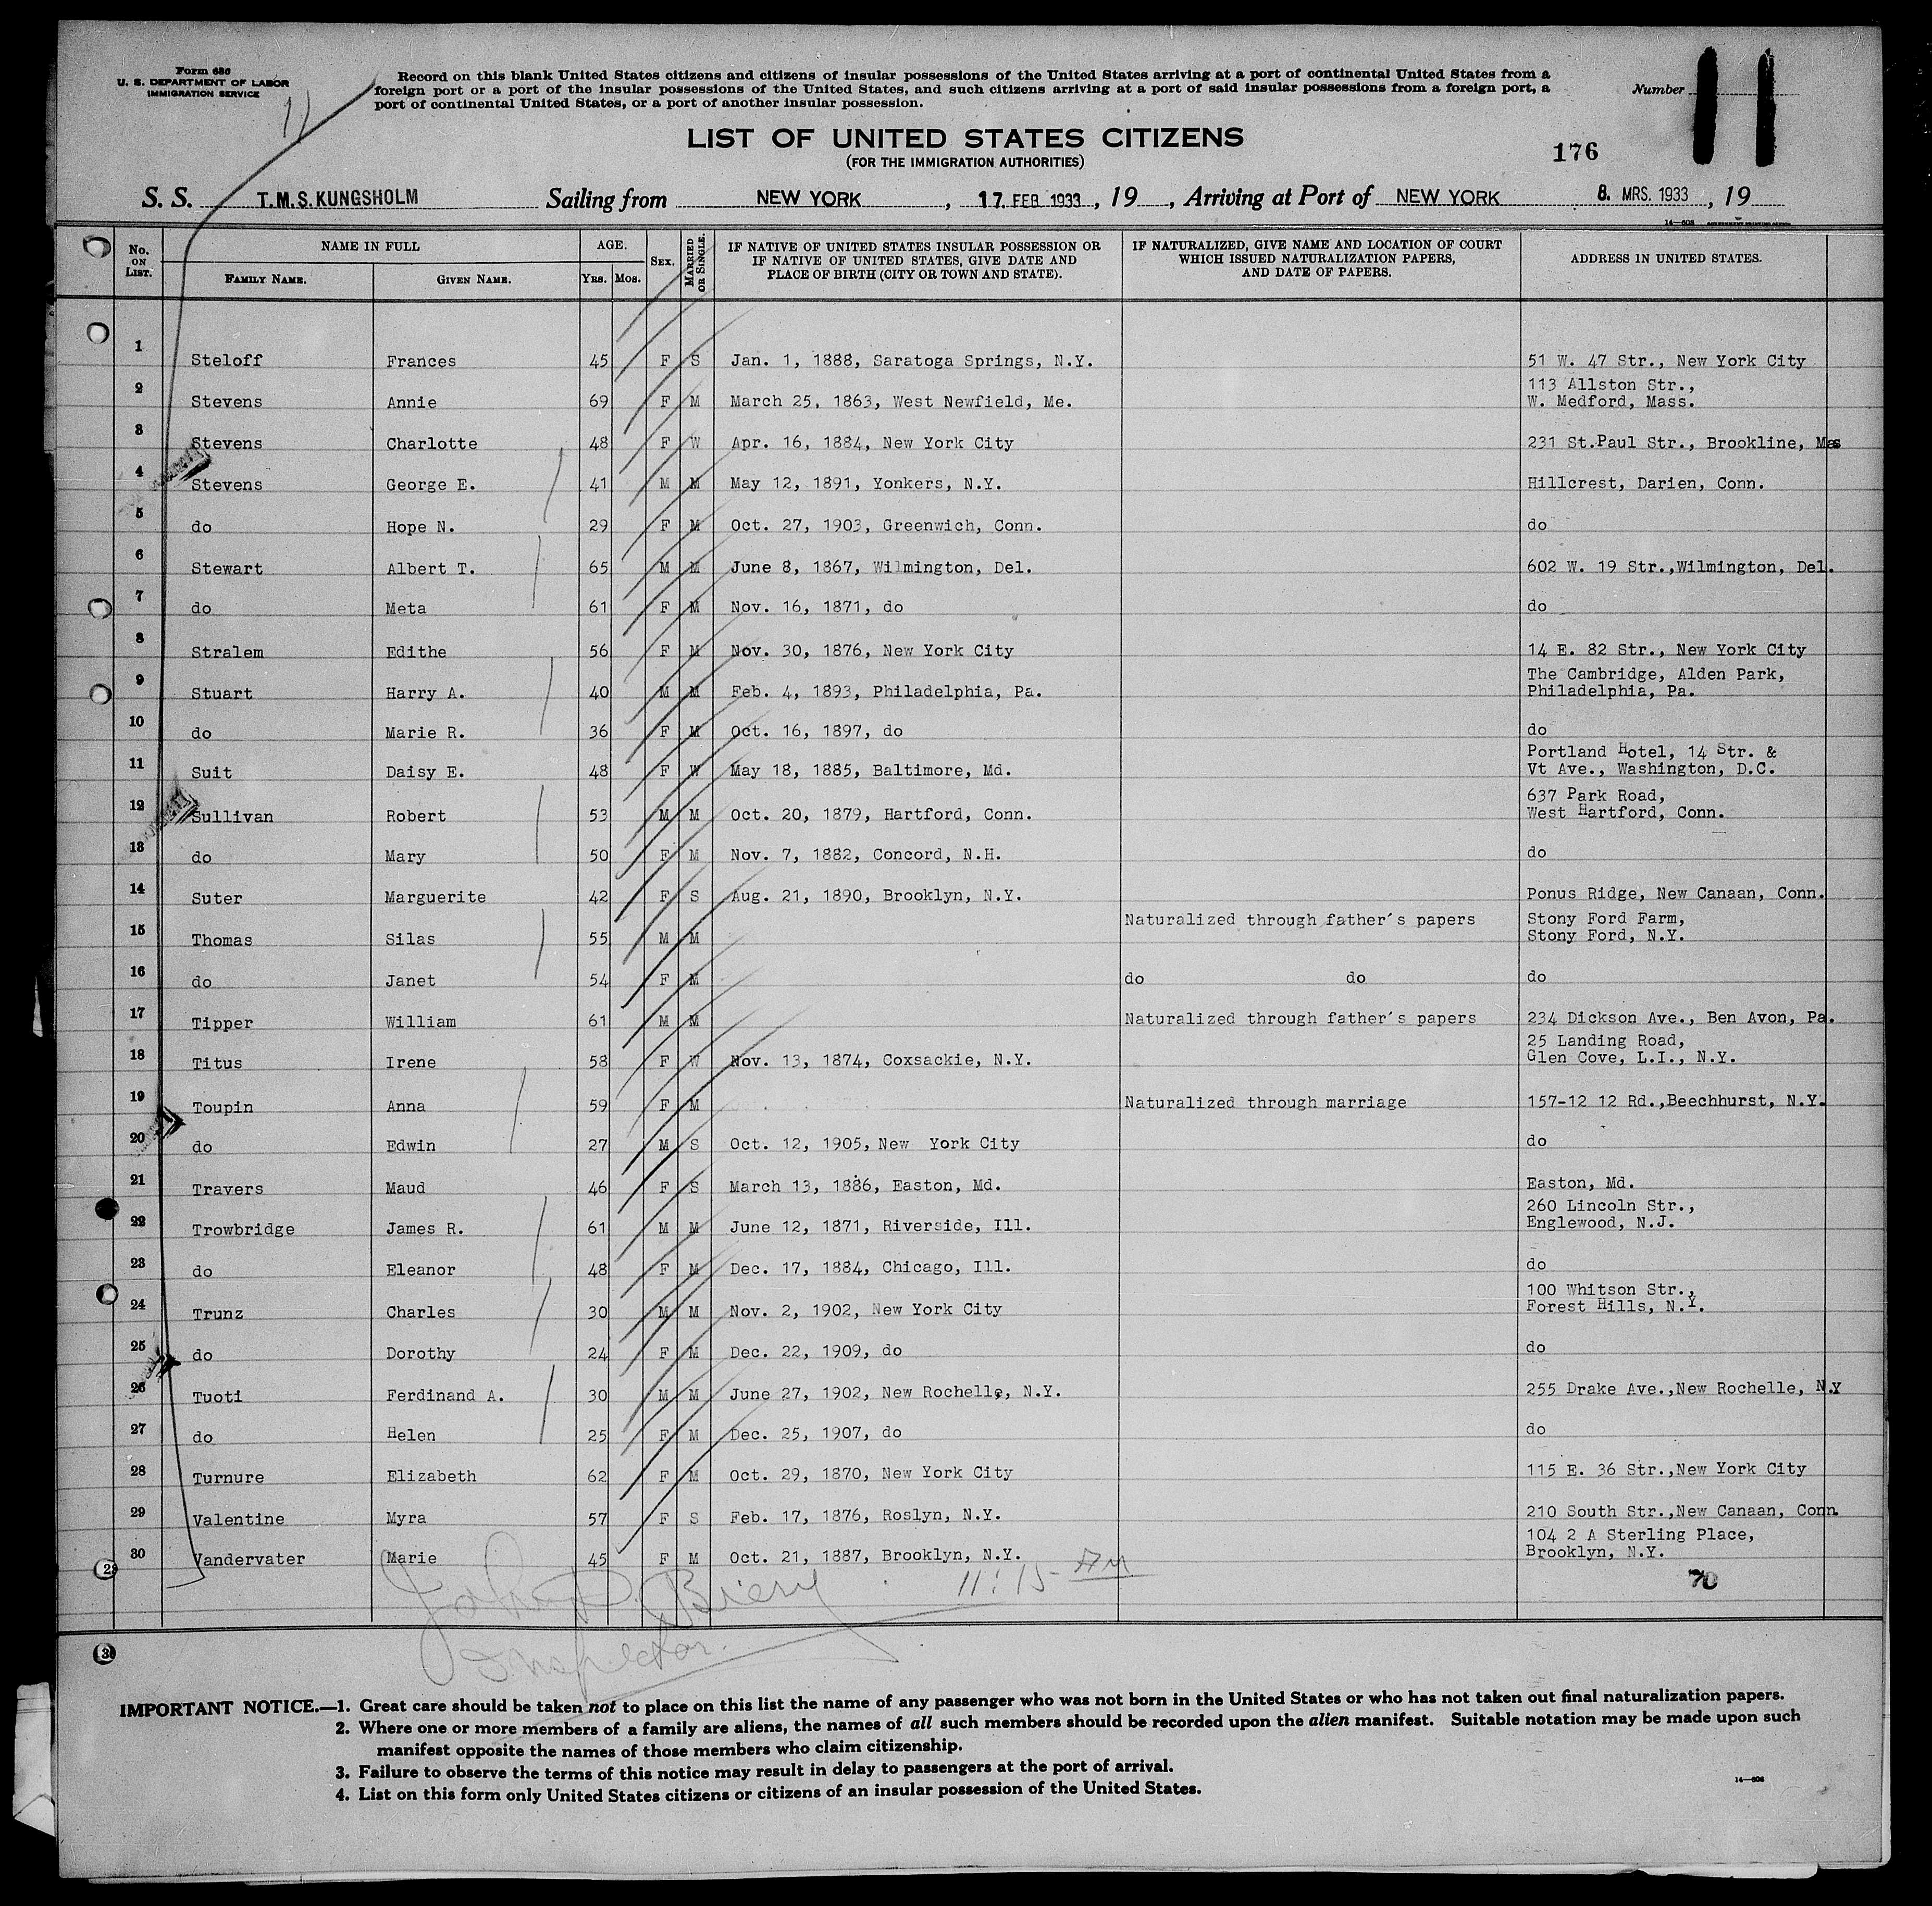 Form 686
U. S. DEPARTMENT OF LABOR
IMMIGRATION SERVICE
11
Record on this blank United States citizens and citizens of insular possessions of the United States arriving at a port of continental United States from a
foreign port or a port of the insular possessions of the United States, and such citizens arriving at a port of said insular possessions from a foreign port, a
port of continental United States, or a port of another insular possession.
Number 11
LIST OF UNITED STATES CITIZENS
(FOR THE IMMIGRATION AUTHORITIES)
176
S. S. T.M.S. KUNGSHOLM Sailing from NEW YORK, 17. FEB. 1933, 19 , Arriving at Port of NEW YORK 8. MRS. 1933, 19
14—608 GOVERNMENT PRINTING OFFICE
No. ON LIST. NAME IN FULL FAMILY NAME. GIVEN NAME. AGE. YRS. MOS. SEX. MARRIED OR SINGLE. IF NATIVE OF UNITED STATES INSULAR POSSESSION OR IF NATIVE OF UNITED STATES, GIVE DATE AND PLACE OF BIRTH (CITY OR TOWN AND STATE). IF NATURALIZED, GIVE NAME AND LOCATION OF COURT WHICH ISSUED NATURALIZATION PAPERS, AND DATE OF PAPERS. ADDRESS IN UNITED STATES.
1 Steloff Frances 45 F S Jan. 1, 1888, Saratoga Springs, N.Y. 51 W. 47 Str., New York City
2 Stevens Annie 69 F M March 25, 1863, West Newfield, Me. 113 Allston Str., W. Medford, Mass.
3 Stevens Charlotte 48 F W Apr. 16, 1884, New York City 231 St.Paul Str., Brookline, Mas
4 Stevens George E. 41 M M May 12, 1891, Yonkers, N.Y. Hillcrest, Darien, Conn.
5 do Hope N. 29 F M Oct. 27, 1903, Greenwich, Conn. do
6 Stewart Albert T. 65 M M June 8, 1867, Wilmington, Del. 602 W. 19 Str.,Wilmington, Del.
7 do Meta 61 F M Nov. 16, 1871, do do
8 Stralem Edithe 56 F M Nov. 30, 1876, New York City 14 E. 82 Str., New York City
9 Stuart Harry A. 40 M M Feb. 4, 1893, Philadelphia, Pa. The Cambridge, Alden Park, Philadelphia, Pa.
10 do Marie R. 36 F M Oct. 16, 1897, do do
11 Suit Daisy E. 48 F W May 18, 1885, Baltimore, Md. Portland Hotel, 14 Str. & Vt Ave., Washington, D.C.
12 Sullivan Robert 53 M M Oct. 20, 1879, Hartford, Conn. 637 Park Road, West Hartford, Conn.
13 do Mary 50 F M Nov. 7, 1882, Concord, N.H. do
14 Suter Marguerite 42 F S Aug. 21, 1890, Brooklyn, N.Y. Ponus Ridge, New Canaan, Conn.
15 Thomas Silas 55 M M Naturalized through father's papers Stony Ford Farm, Stony Ford, N.Y.
16 do Janet 54 F M do do do
17 Tipper William 61 M M Naturalized through father's papers 234 Dickson Ave., Ben Avon, Pa.
18 Titus Irene 58 F W Nov. 13, 1874, Coxsackie, N.Y. 25 Landing Road, Glen Cove, L.I., N.Y.
19 Toupin Anna 59 F M Naturalized through marriage 157-12 12 Rd.,Beechhurst, N.Y.
20 do Edwin 27 M S Oct. 12, 1905, New York City do
21 Travers Maud 46 F S March 13, 1886, Easton, Md. Easton, Md.
22 Trowbridge James R. 61 M M June 12, 1871, Riverside, Ill. 260 Lincoln Str., Englewood, N.J.
23 do Eleanor 48 F M Dec. 17, 1884, Chicago, Ill. do
24 Trunz Charles 30 M M Nov. 2, 1902, New York City 100 Whitson Str., Forest Hills, N.Y.
25 do Dorothy 24 F M Dec. 22, 1909, do do
26 Tuoti Ferdinand A. 30 M M June 27, 1902, New Rochelle, N.Y. 255 Drake Ave.,New Rochelle, N.Y
27 do Helen 25 F M Dec. 25, 1907, do do
28 Turnure Elizabeth 62 F M Oct. 29, 1870, New York City 115 E. 36 Str.,New York City
29 Valentine Myra 57 F S Feb. 17, 1876, Roslyn, N.Y. 210 South Str.,New Canaan, Conn.
30 Vandervater Marie 45 F M Oct. 21, 1887, Brooklyn, N.Y. 104 2 A Sterling Place, Brooklyn, N.Y.
John P. Biery 11:15 AM
Inspector.
70
IMPORTANT NOTICE.—1. Great care should be taken not to place on this list the name of any passenger who was not born in the United States or who has not taken out final naturalization papers.
2. Where one or more members of a family are aliens, the names of all such members should be recorded upon the alien manifest. Suitable notation may be made upon such
manifest opposite the names of those members who claim citizenship.
3. Failure to observe the terms of this notice may result in delay to passengers at the port of arrival.
4. List on this form only United States citizens or citizens of an insular possession of the United States.
14—608